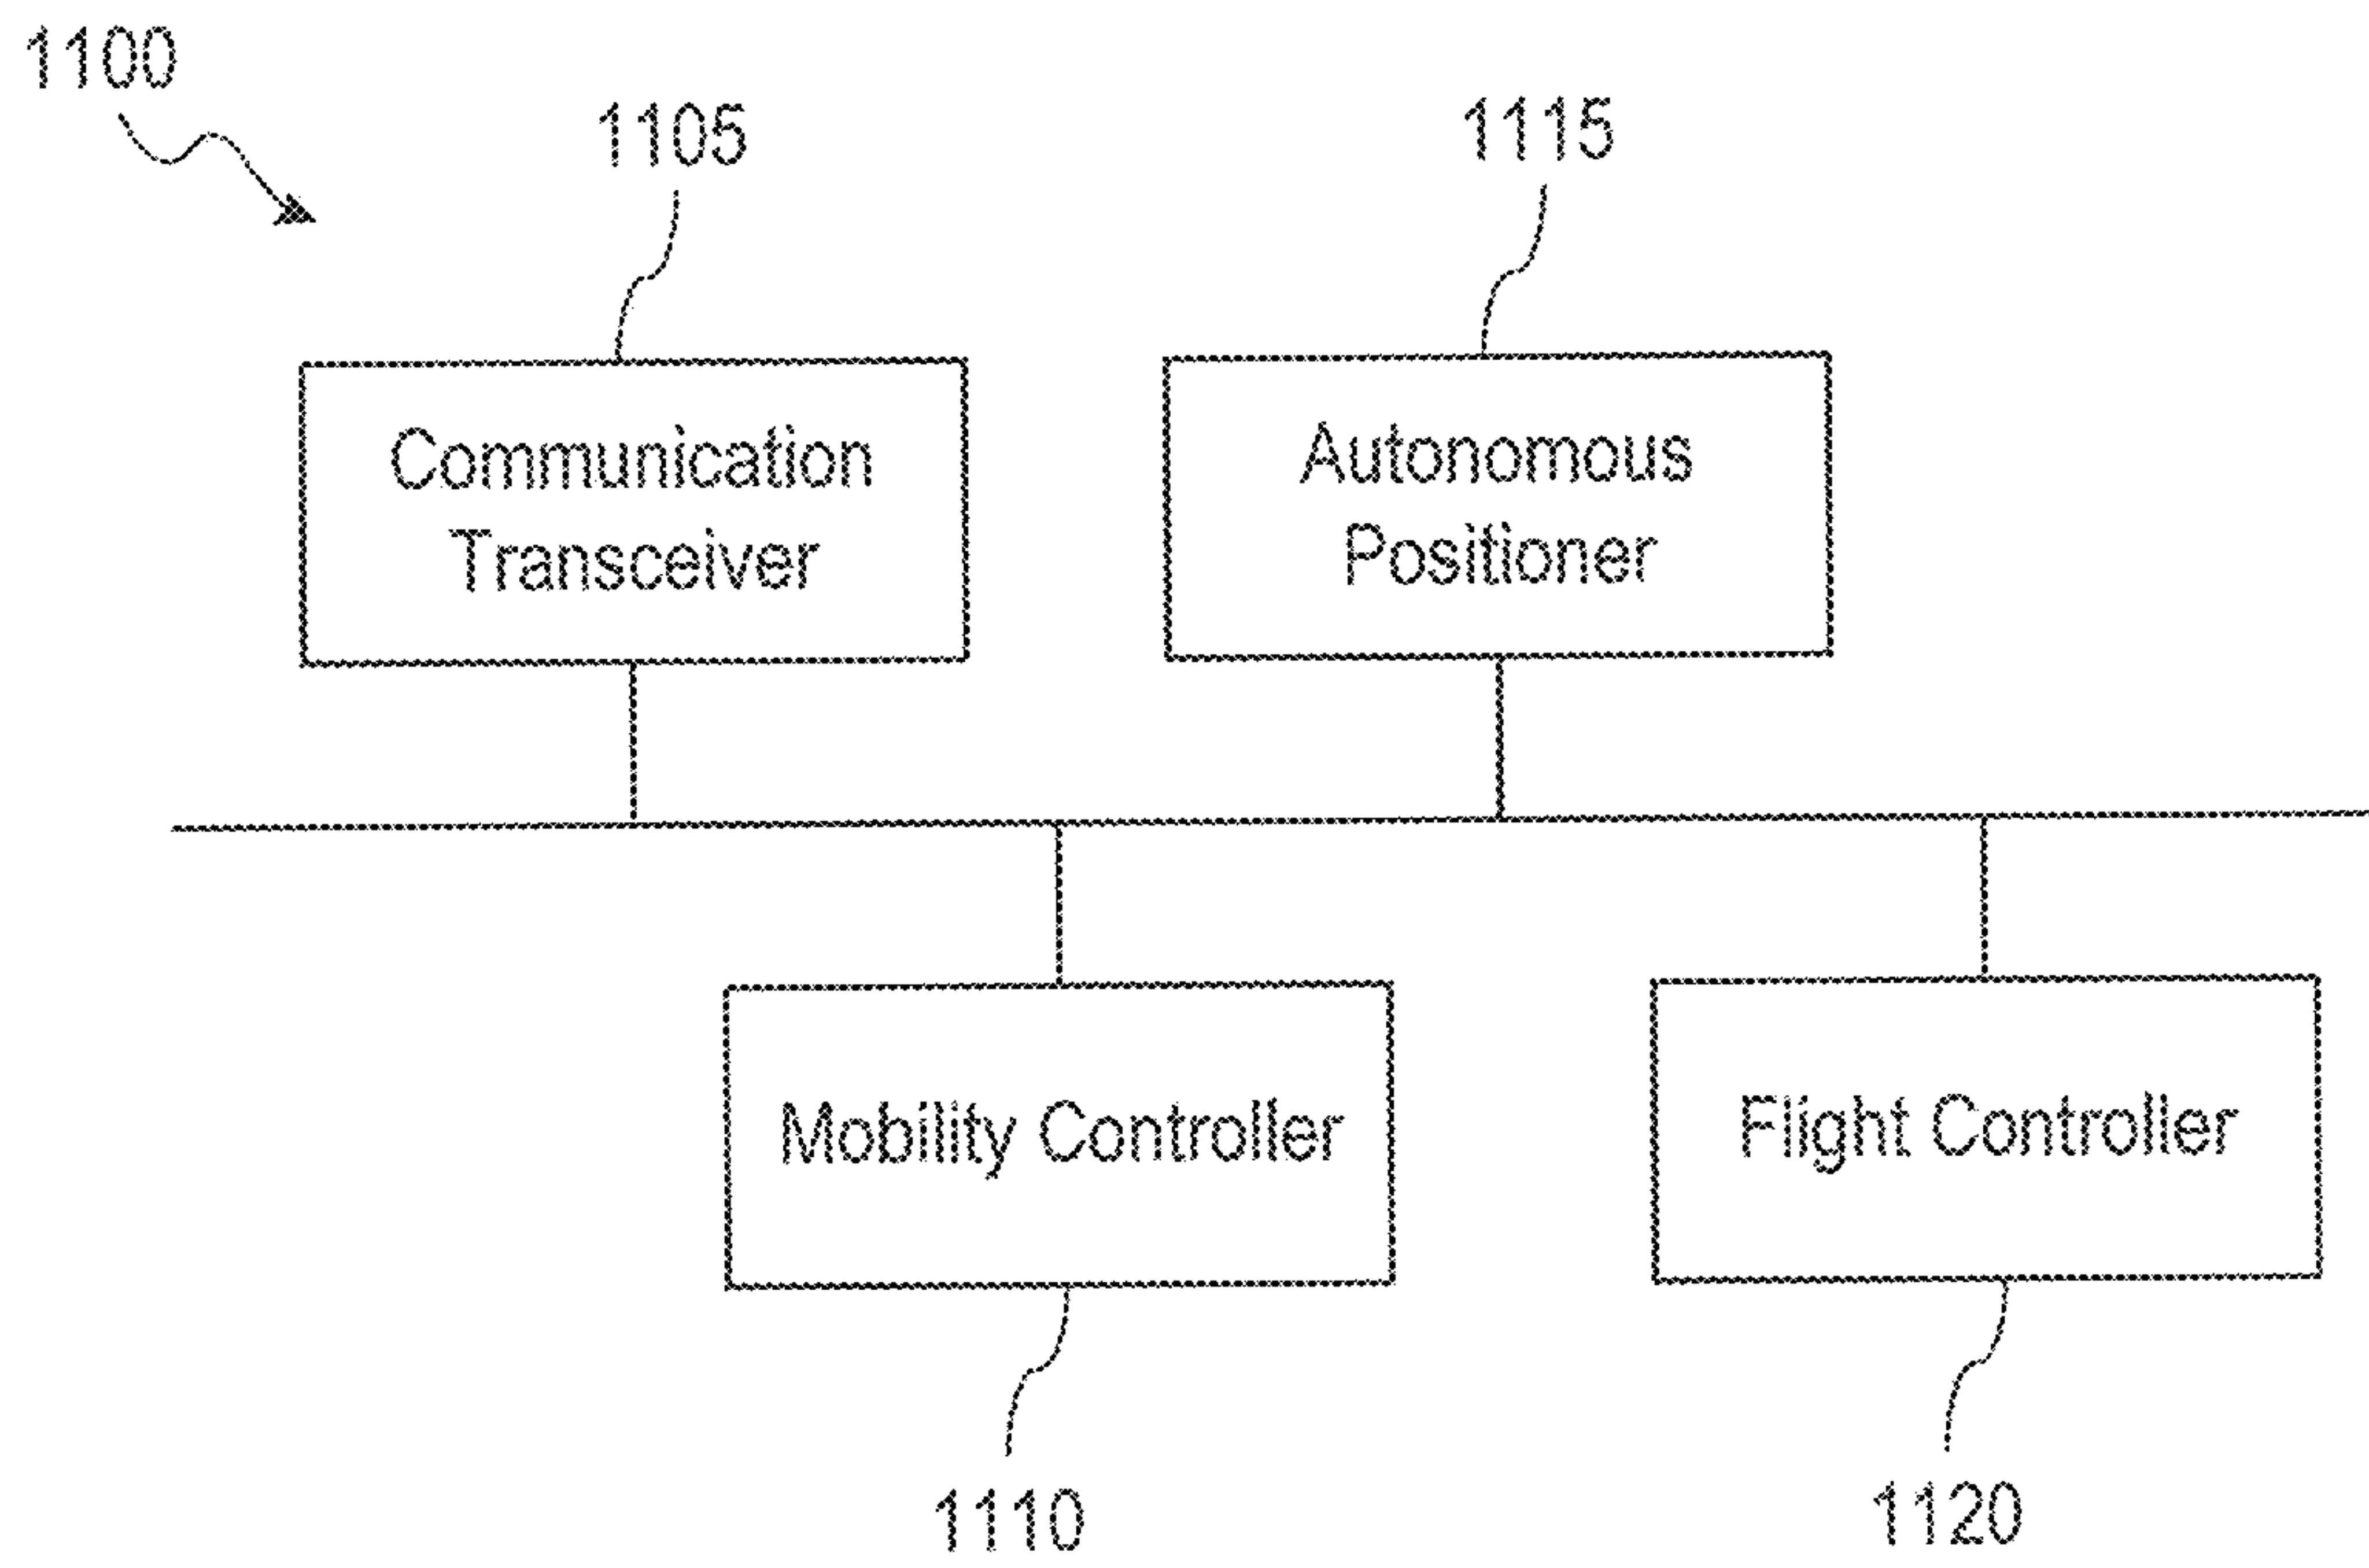 1100
1105
1115
Communication
Transceiver
Autonomous
Positioner
Mobility Controller
Flight Controller
1110
1120